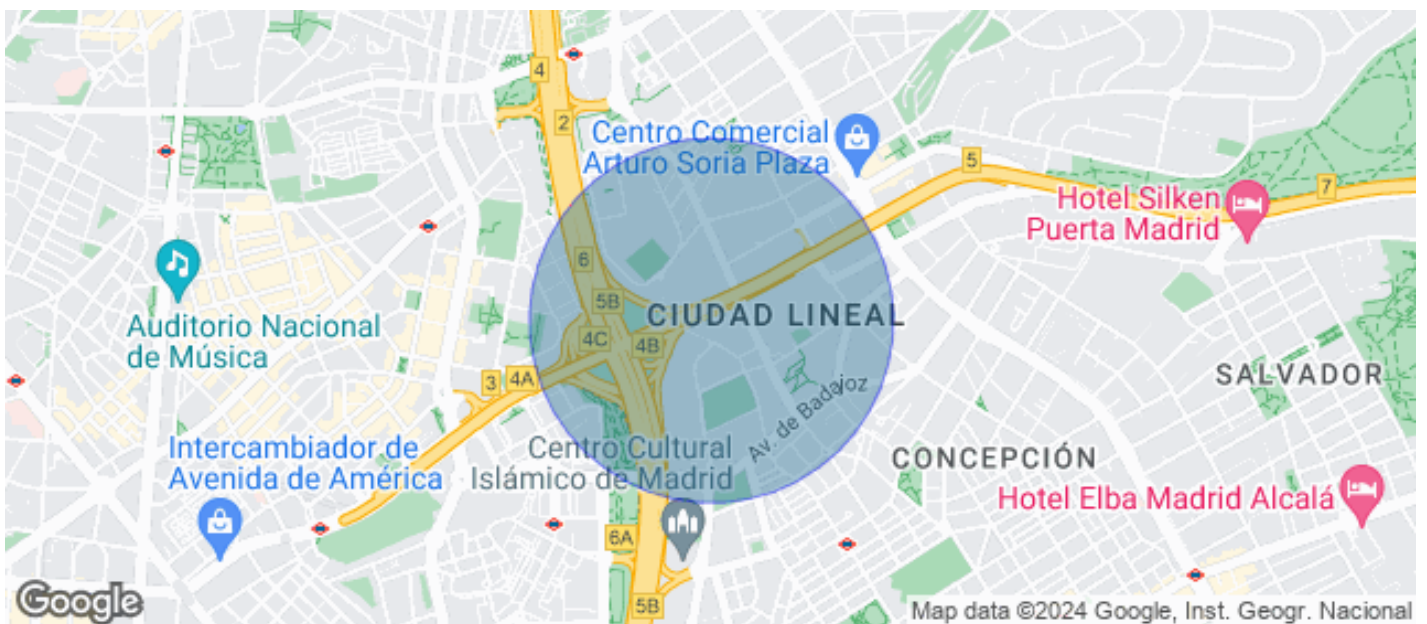 4
2
Centro Comercial
Arturo Soria Plaza
5
7
Hotel Silken
Puerta Madrid
6
5B
CIUDAD LINEAL
Auditorio Nacional
de Música
4C
4B
3
4A
SALVADOR
Av. de Badajoz
Intercambiador de
Avenida de América
Centro Cultural
Islámico de Madrid
CONCEPCIÓN
Hotel Elba Madrid Alcalá
6A
5B
Google
Map data ©2024 Google, Inst. Geogr. Nacional